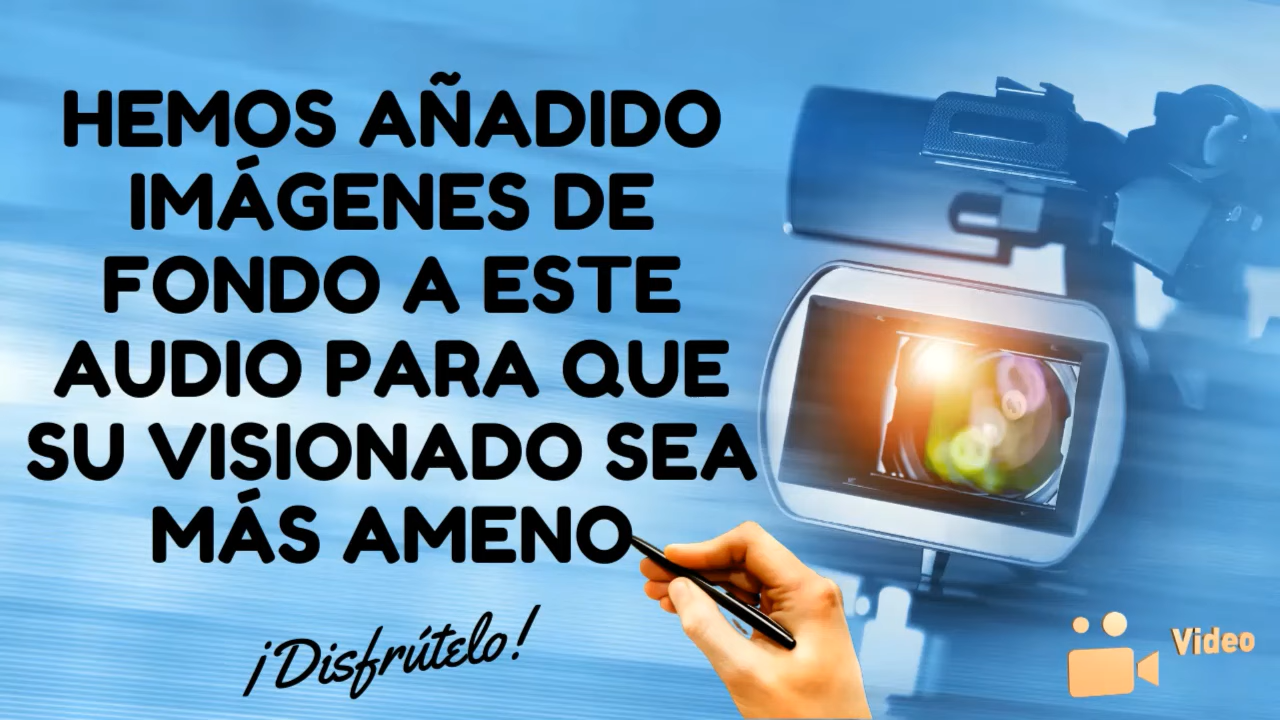 HEMOS AÑADIDO
IMÁGENES DE
FONDO A ESTE
AUDIO PARA QUE
SU VISIONADO SEA
MÁS AMENO
¡Disfrútelo!
Video